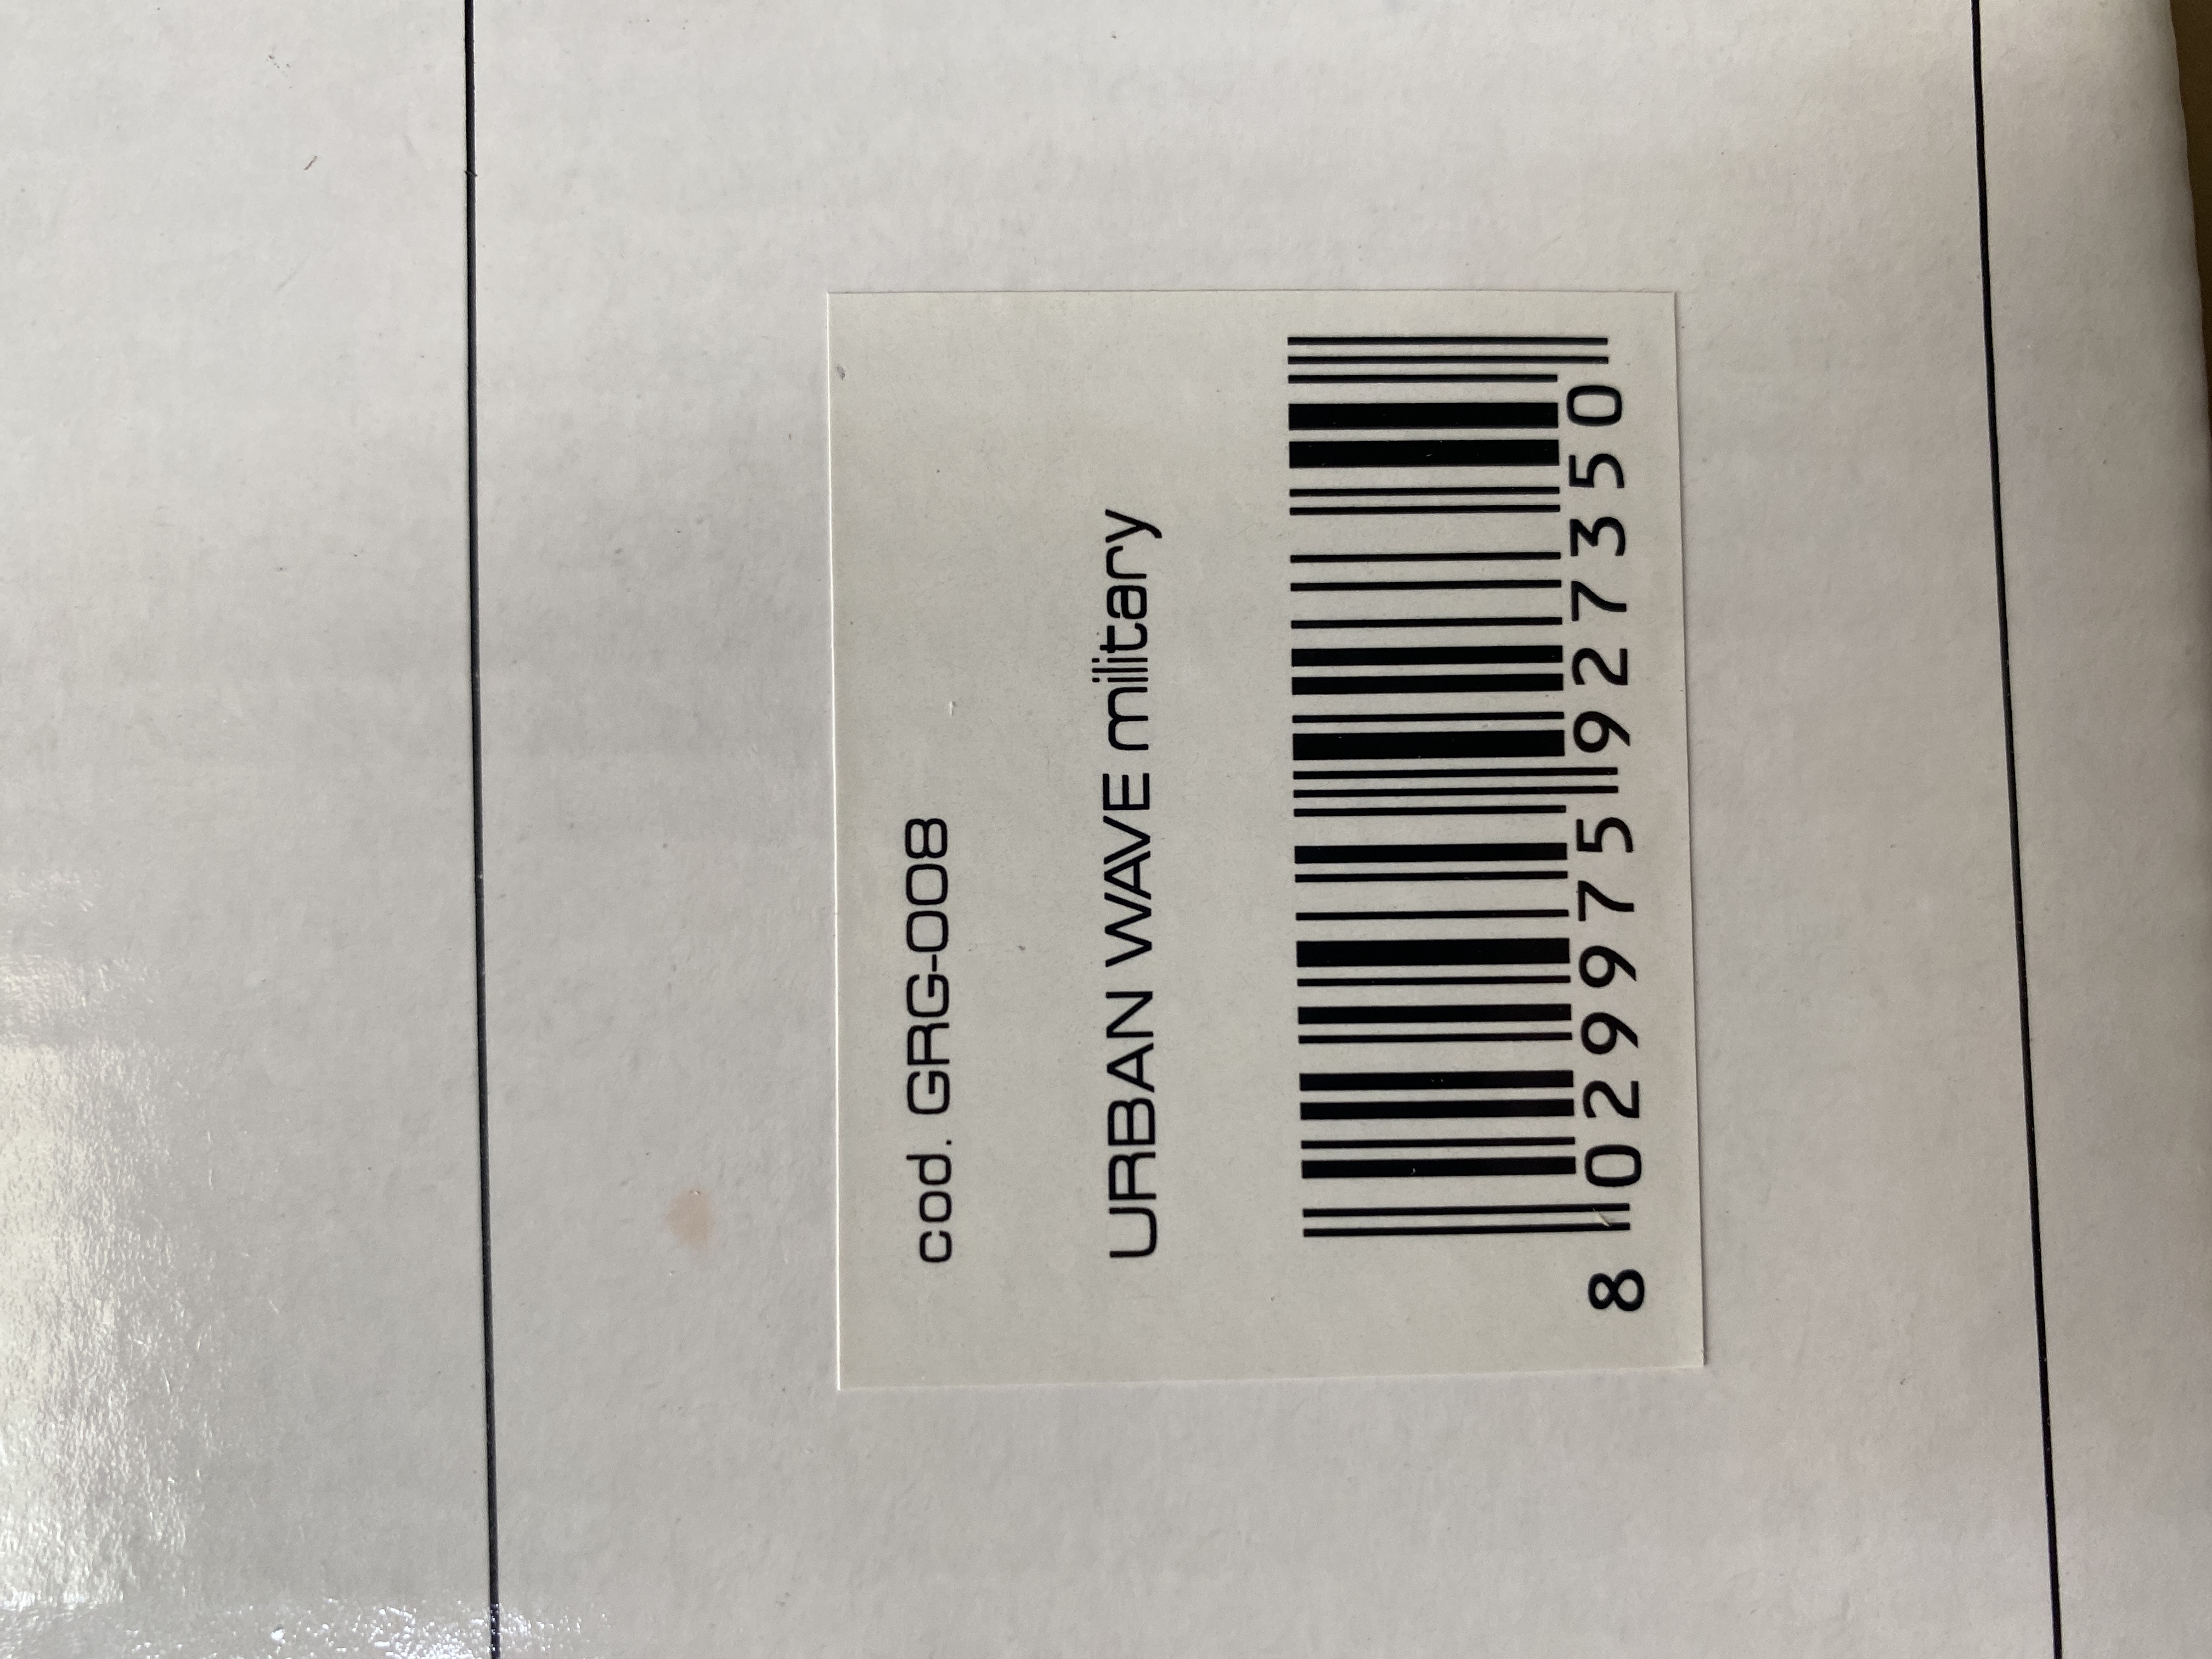 cod. GRG-008
URBAN WAVE military
8 029975 927350